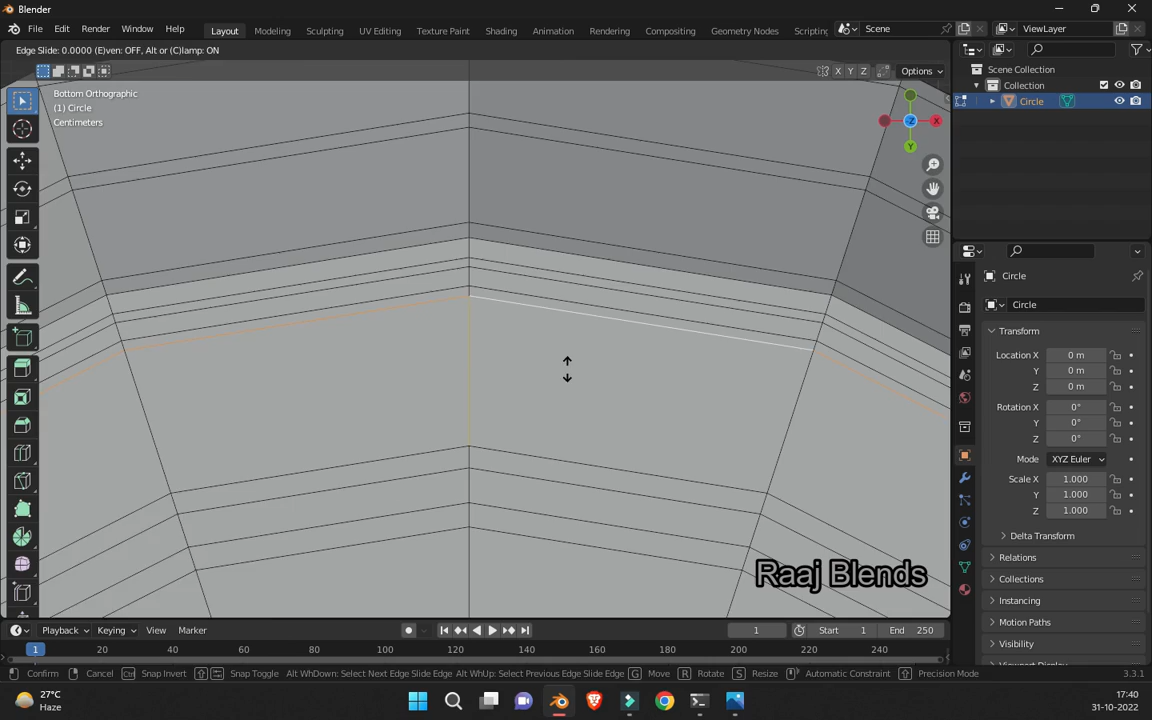 Blender
File Edit Render Window Help Layout Modeling Sculpting UV Editing Texture Paint Shading Animation Rendering Compositing Geometry Nodes Scripting Scene ViewLayer
Edge Slide: 0.0000 (E)ven: OFF, Alt or (C)lamp: ON
X Y Z Options
Scene Collection
Collection
Circle
Bottom Orthographic
(1) Circle
Centimeters
-Z X Y
Circle
Circle
Transform
Location X 0 m
Y 0 m
Z 0 m
Rotation X 0°
Y 0°
Z 0°
Mode XYZ Euler
Scale X 1.000
Y 1.000
Z 1.000
Delta Transform
Relations
Collections
Instancing
Motion Paths
Visibility
Raaj Blends
Playback Keying View Marker 1 Start 1 End 250
1 20 40 60 80 100 120 140 160 180 200 220 240
Confirm Cancel Ctrl Snap Invert Snap Toggle Alt WhDown: Select Next Edge Slide Edge Alt WhUp: Select Previous Edge Slide Edge G Move R Rotate S Resize Automatic Constraint Precision Mode 3.3.1
27°C
Haze
17:40
31-10-2022